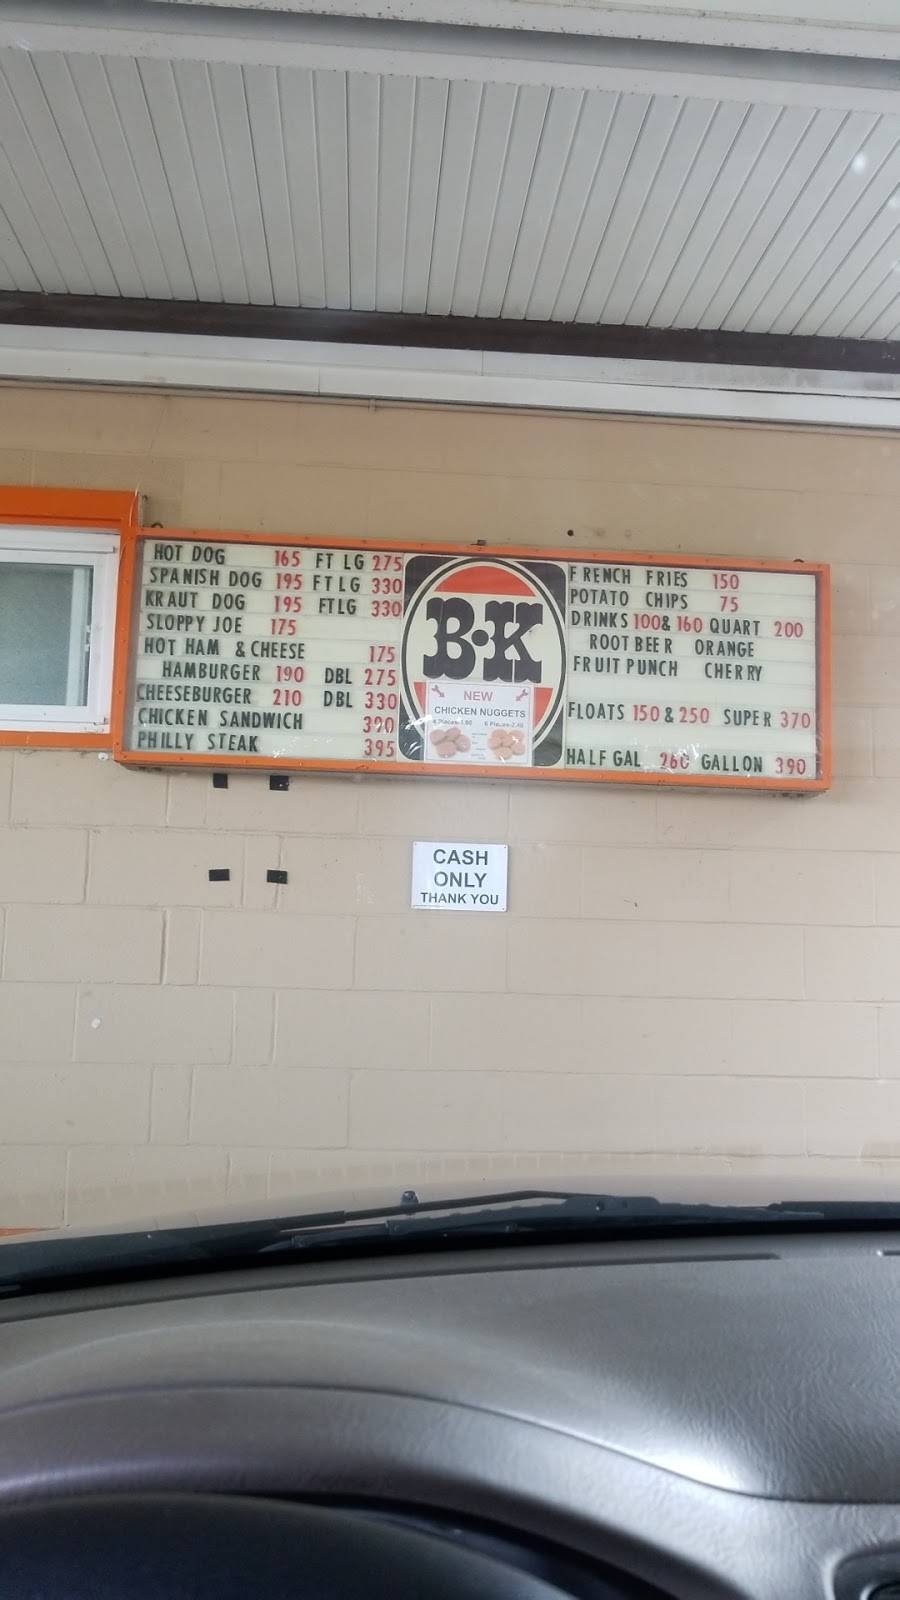 HOT DOG 165 FT LG 275
SPANISH DOG 195 FT LG 330
KRAUT DOG 195 FTLG 330
SLOPPY JOE 175
HOT HAM & CHEESE 175
HAMBURGER 190 DBL 275
CHEESEBURGER 210 DBL 330
CHICKEN SANDWICH
PHILLY STEAK 395
B·K
NEW
CHICKEN NUGGETS
FRENCH FRIES 150
POTATO CHIPS 75
DRINKS 100 & 160 QUART 200
ROOT BEER ORANGE
FRUIT PUNCH CHERRY
FLOATS 150 & 250 SUPER 370
HALF GAL 260 GALLON 390
CASH
ONLY
THANK YOU